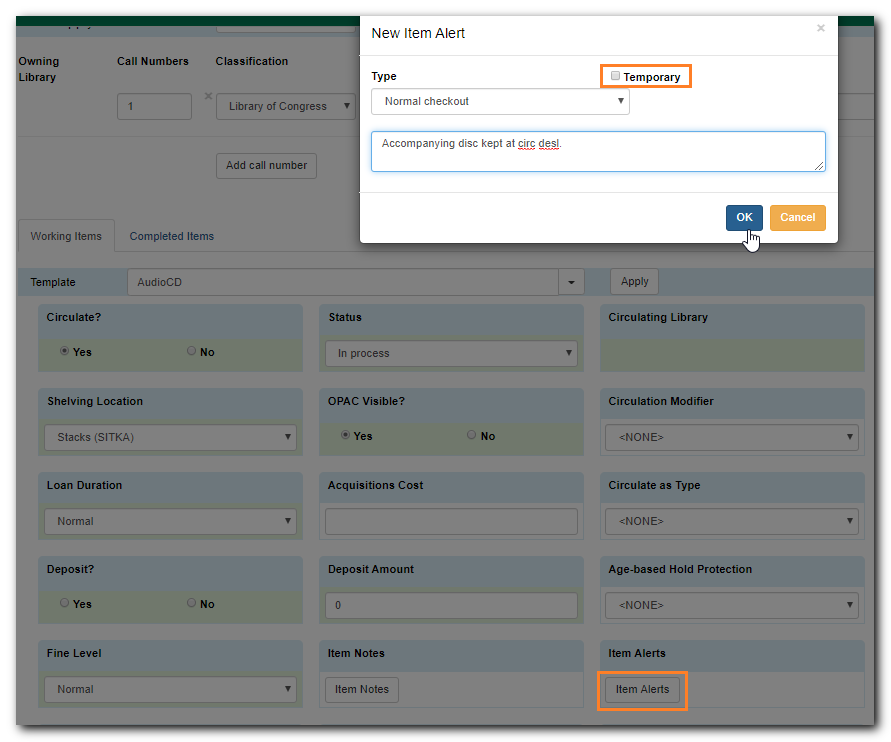 New Item Alert ×
Type
Temporary
Normal checkout
Accompanying disc kept at circ desl.
OK Cancel
Owning Library
Call Numbers
Classification
1
×
Library of Congress
Add call number
Working Items Completed Items
Template AudioCD Apply
Circulate? Status Circulating Library
Yes No In process
Shelving Location OPAC Visible? Circulation Modifier
Stacks (SITKA) Yes No <NONE>
Loan Duration Acquisitions Cost Circulate as Type
Normal <NONE>
Deposit? Deposit Amount Age-based Hold Protection
Yes No 0 <NONE>
Fine Level Item Notes Item Alerts
Normal Item Notes Item Alerts